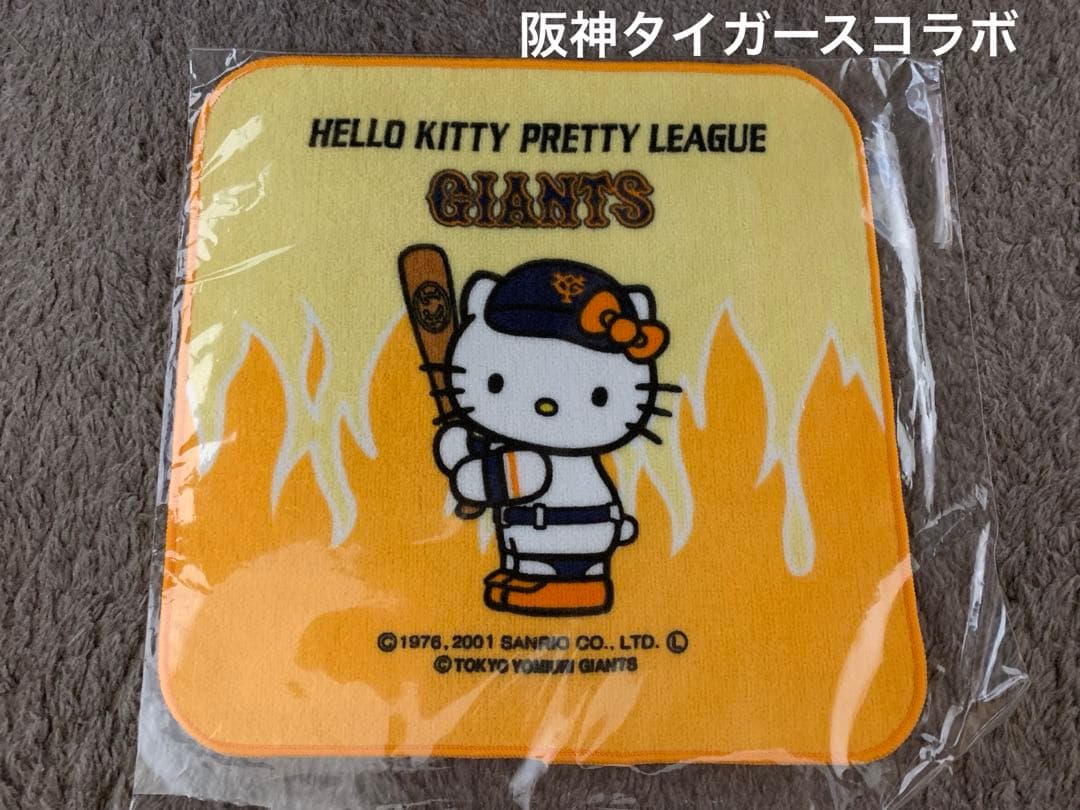 阪神タイガースコラボ
HELLO KITTY PRETTY LEAGUE
GIANTS
©1976, 2001 SANRIO CO., LTD. Ⓛ
©TOKYO YOMIURI GIANTS